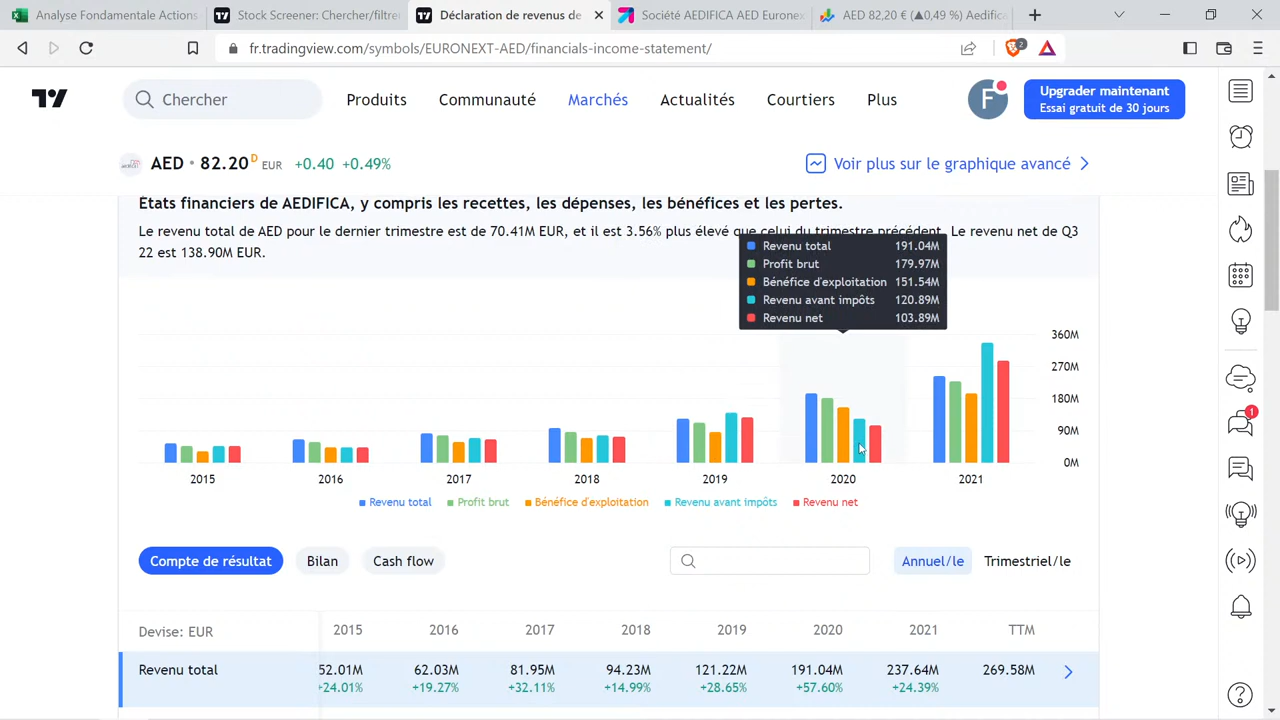 Analyse Fondamentale Actions
Stock Screener: Chercher filtrer
Déclaration de revenus de
Société AEDIFICA AED Euronex
AED 82,20 € (▲0,49 %) Aedific
fr.tradingview.com/symbols/EURONEXT-AED/financials-income-statement/
2
Chercher
Produits
Communauté
Marchés
Actualités
Courtiers
Plus
F
Upgrader maintenant
Essai gratuit de 30 jours
AED • 82.20 D EUR +0.40 +0.49%
Voir plus sur le graphique avancé
États financiers de AEDIFICA, y compris les recettes, les dépenses, les bénéfices et les pertes.
Le revenu total de AED pour le dernier trimestre est de 70.41M EUR, et il est 3.56% plus élevé que celui du trimestre précédent. Le revenu net de Q3
22 est 138.90M EUR.
Revenu total 191.04M
Profit brut 179.97M
Bénéfice d'exploitation 151.54M
Revenu avant impôts 120.89M
Revenu net 103.89M
360M
270M
180M
90M
0M
2015 2016 2017 2018 2019 2020 2021
Revenu total Profit brut Bénéfice d'exploitation Revenu avant impôts Revenu net
1
Compte de résultat
Bilan
Cash flow
Annuel/le
Trimestriel/le
Devise: EUR 2015 2016 2017 2018 2019 2020 2021 TTM
Revenu total 52.01M 62.03M 81.95M 94.23M 121.22M 191.04M 237.64M 269.58M
+24.01% +19.27% +32.11% +14.99% +28.65% +57.60% +24.39%